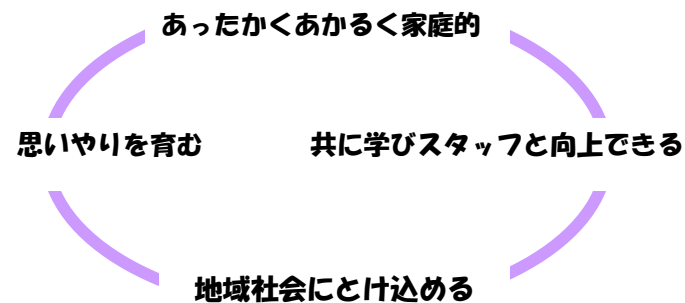 あったかくあかるく家庭的
思いやりを育む
共に学びスタッフと向上できる
地域社会にとけ込める